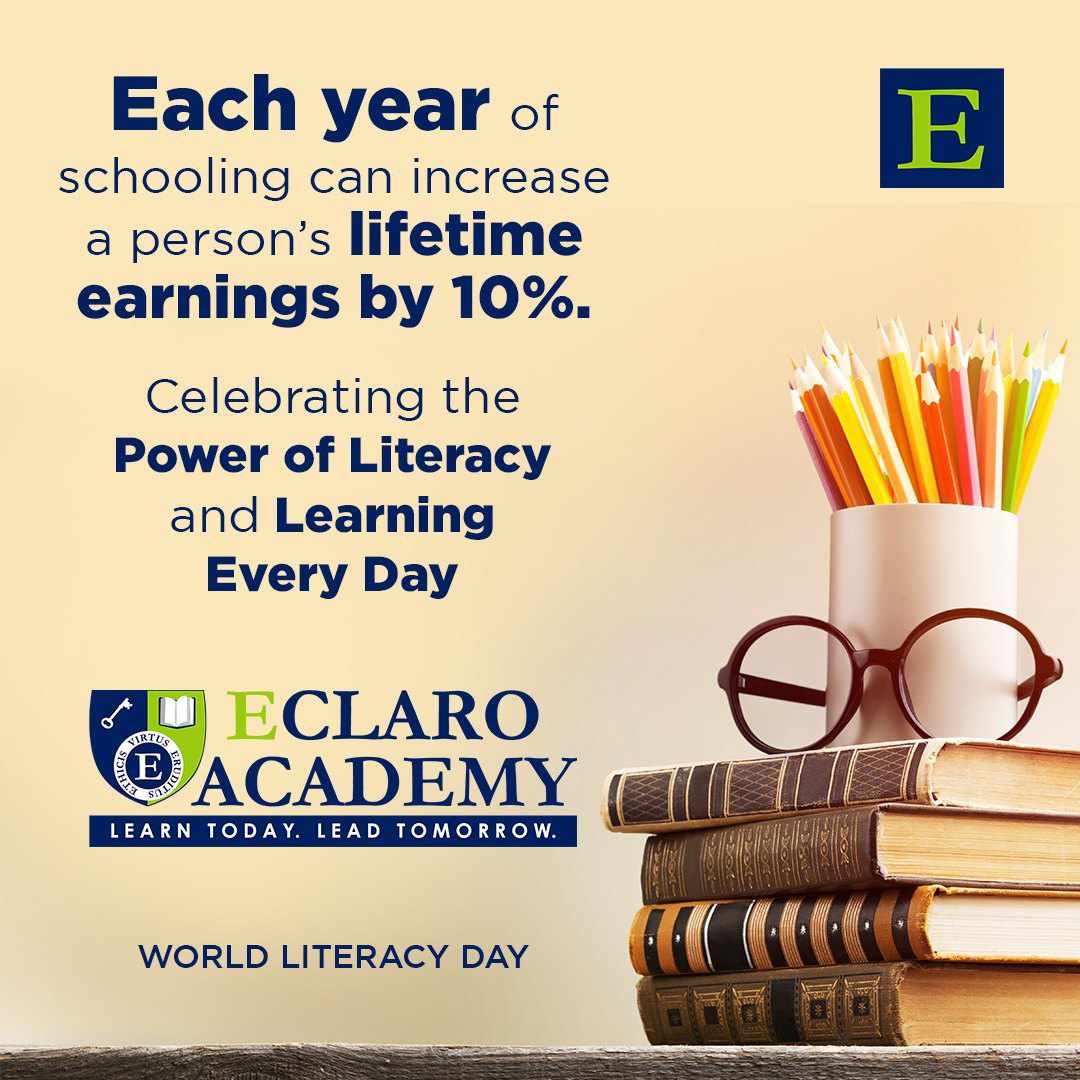 Each year of
schooling can increase
a person's lifetime
earnings by 10%.
Celebrating the
Power of Literacy
and Learning
Every Day
E
ECLARO
ACADEMY
VIRTUS ERUDITUS ETHICIS
E
LEARN TODAY. LEAD TOMORROW.
WORLD LITERACY DAY